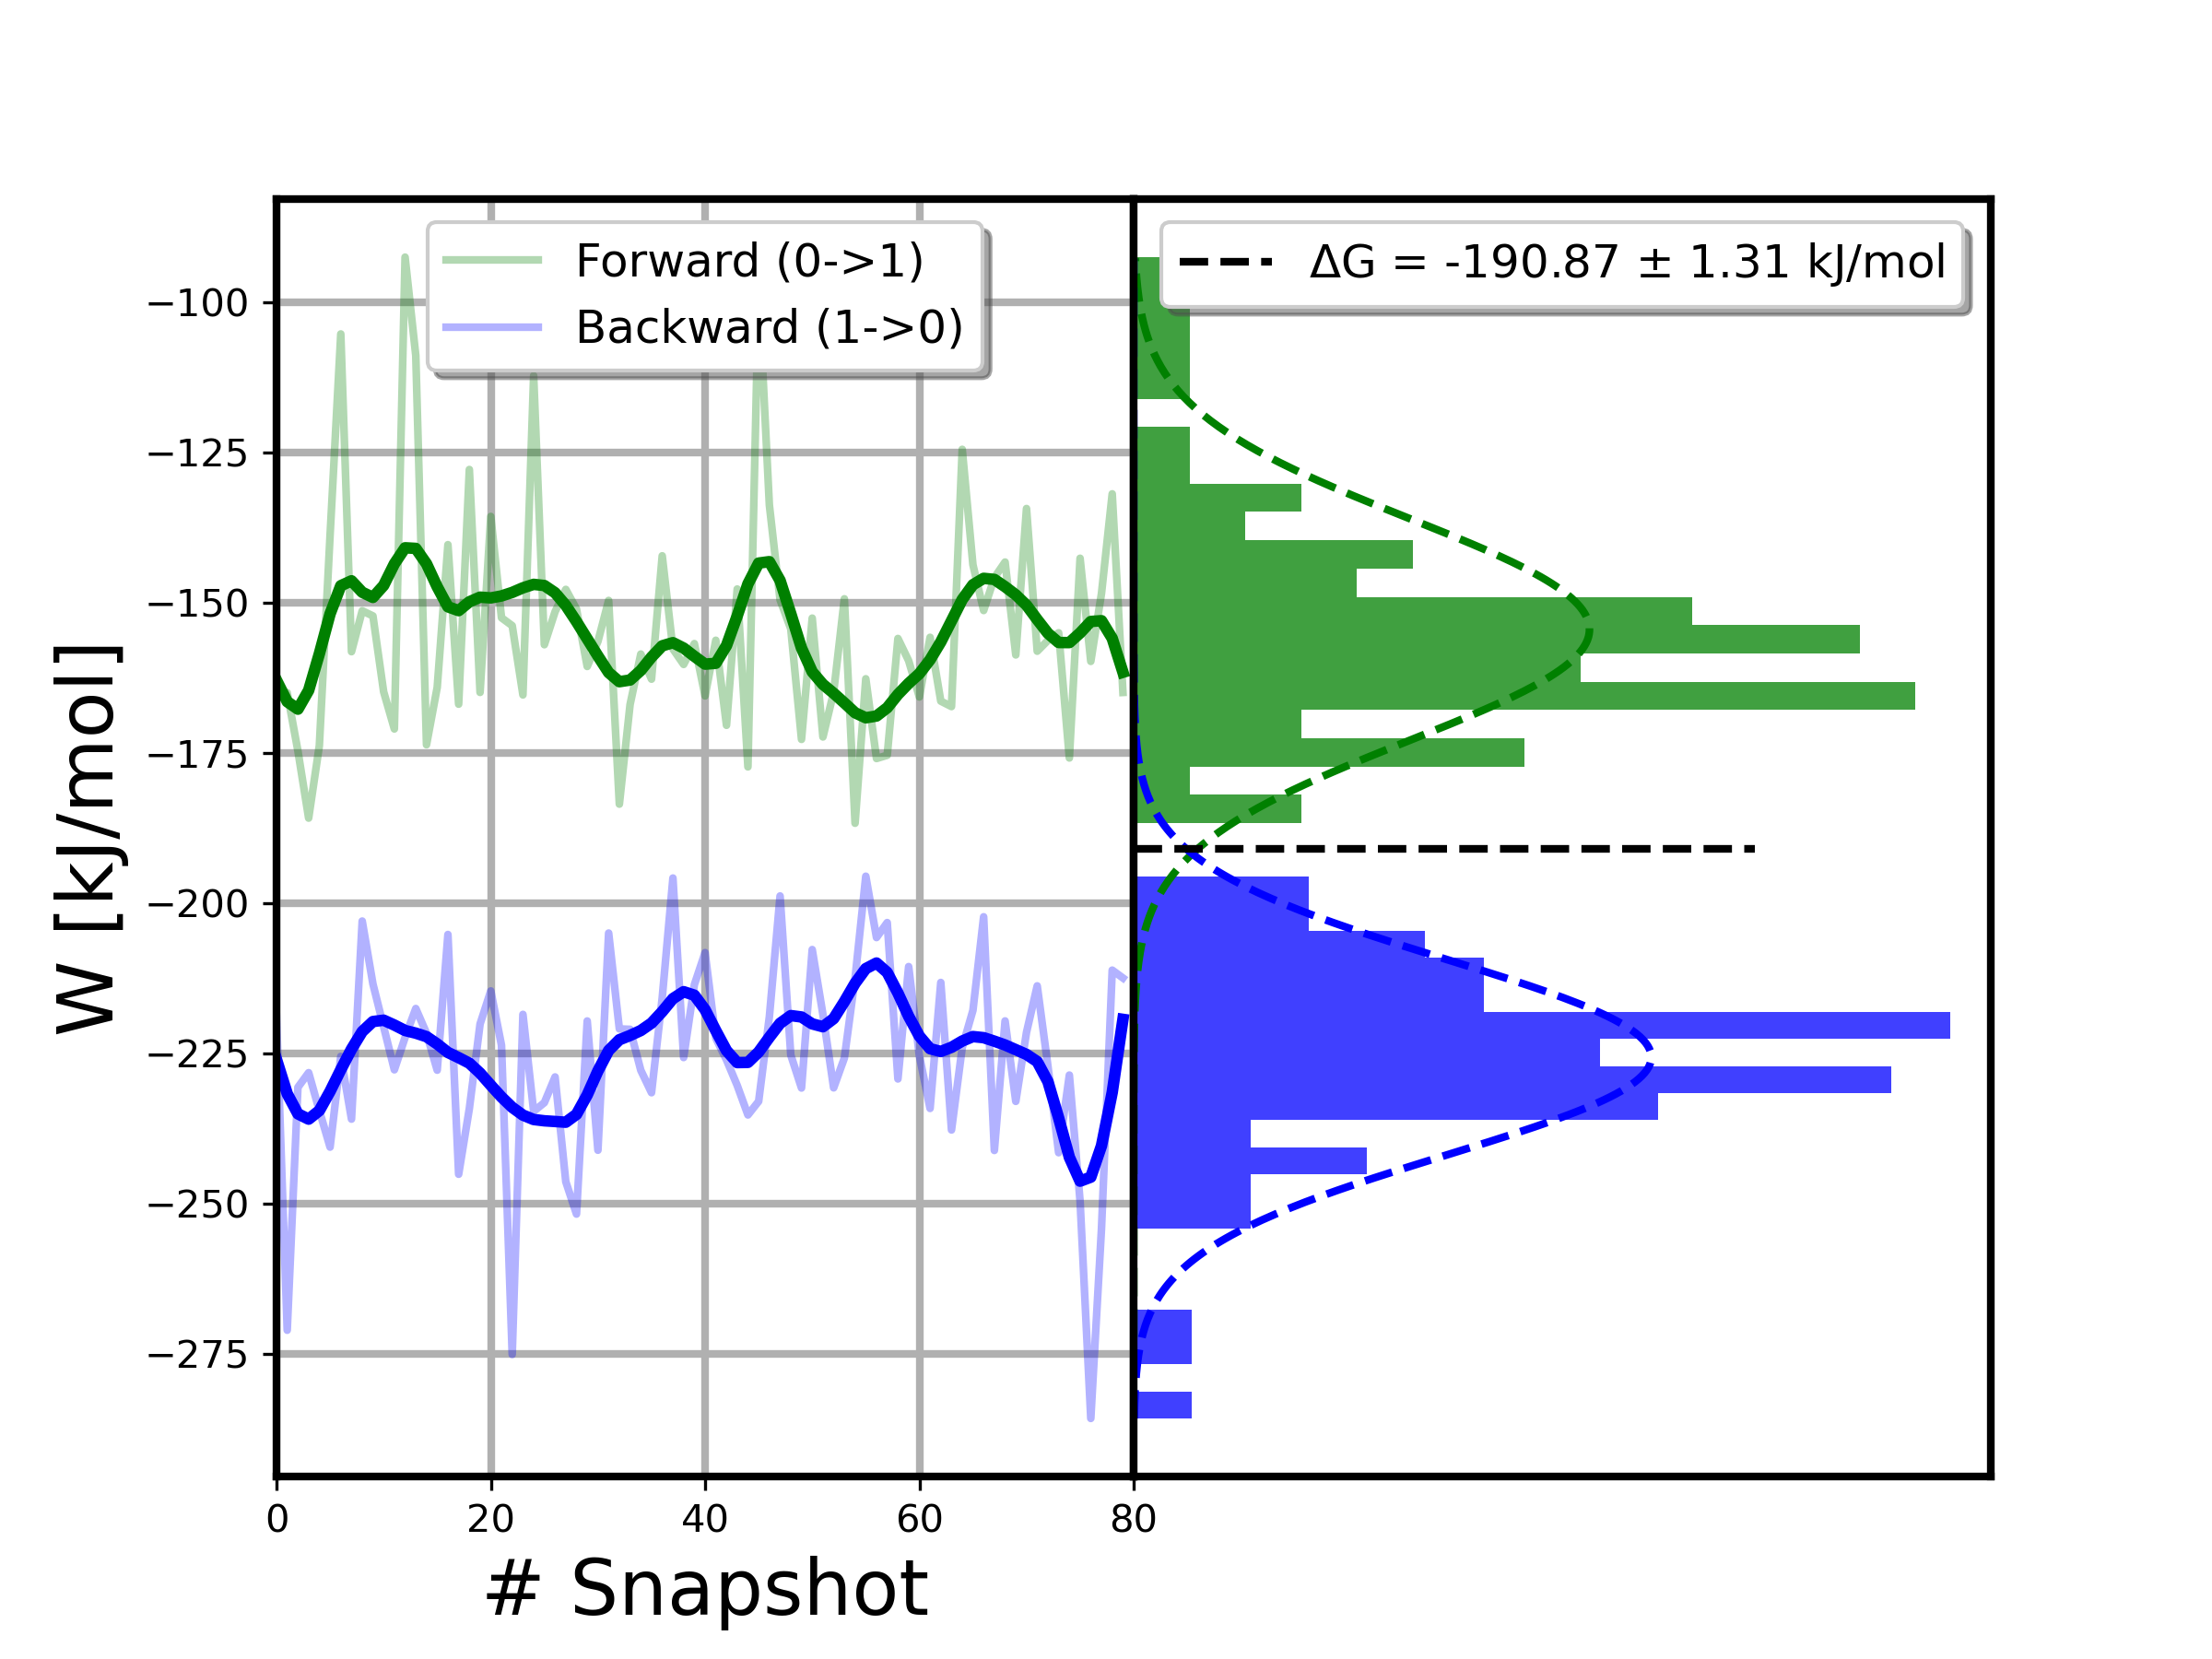 Forward (0->1)
Backward (1->0)
ΔG = -190.87 ± 1.31 kJ/mol
W [kJ/mol]
−100
−125
−150
−175
−200
−225
−250
−275
0 20 40 60 80
# Snapshot